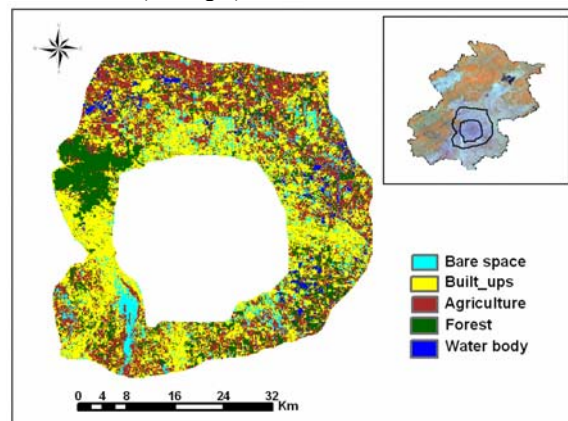 Bare space
Built_ups
Agriculture
Forest
Water body
0 4 8 16 24 32
Km